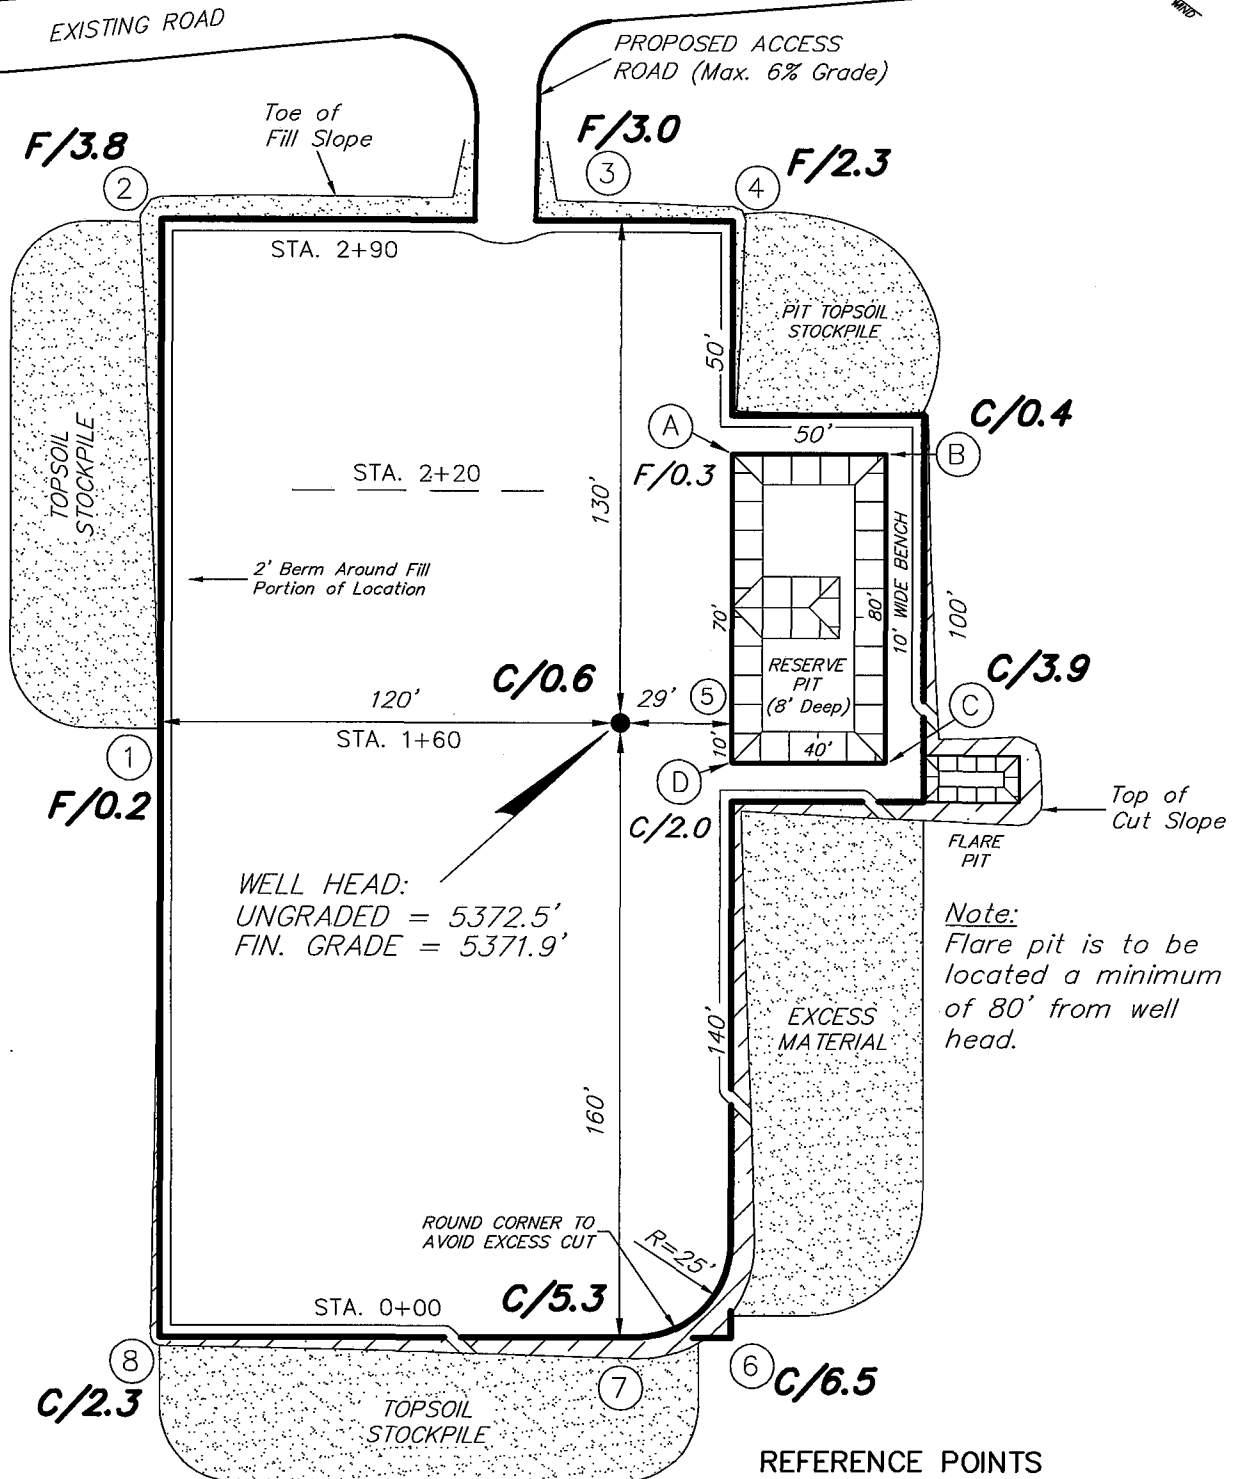 EXISTING ROAD
WIND
PROPOSED ACCESS
ROAD (Max. 6% Grade)
Toe of
Fill Slope
F/3.8
2
F/3.0
3
4
F/2.3
STA. 2+90
PIT TOPSOIL
STOCKPILE
50'
TOPSOIL
STOCKPILE
C/0.4
A
50'
B
F/0.3
STA. 2+20
130'
10' WIDE BENCH
2' Berm Around Fill
Portion of Location
70'
80'
100'
C/3.9
RESERVE
PIT
(8' Deep)
C/0.6
120'
29'
5
C
STA. 1+60
10'
40'
1
F/0.2
D
C/2.0
Top of
Cut Slope
FLARE
PIT
WELL HEAD:
UNGRADED = 5372.5'
FIN. GRADE = 5371.9'
Note:
Flare pit is to be
located a minimum
of 80' from well
head.
EXCESS
MATERIAL
140'
160'
ROUND CORNER TO
AVOID EXCESS CUT
R=25'
STA. 0+00
C/5.3
8
C/2.3
7
6
C/6.5
TOPSOIL
STOCKPILE
REFERENCE POINTS